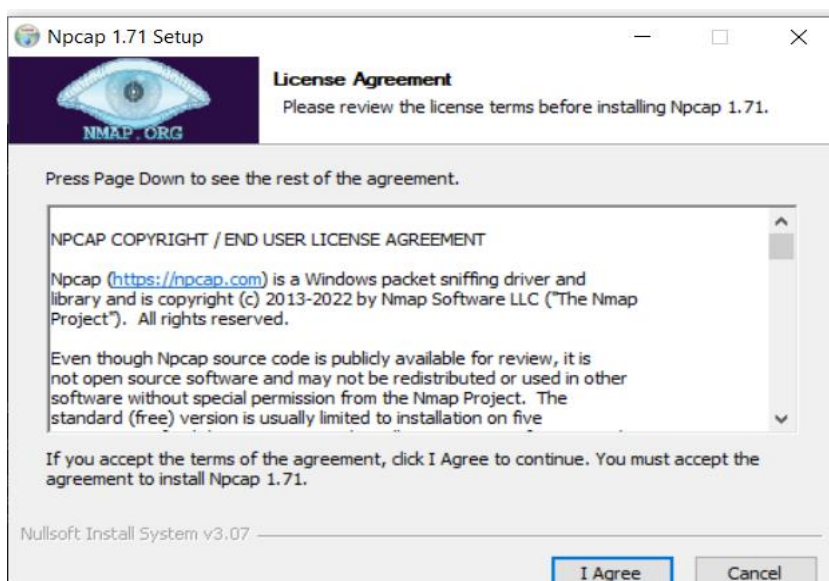 Npcap 1.71 Setup
NMAP.ORG
License Agreement
Please review the license terms before installing Npcap 1.71.
Press Page Down to see the rest of the agreement.
NPCAP COPYRIGHT / END USER LICENSE AGREEMENT
Npcap (https://npcap.com) is a Windows packet sniffing driver and
library and is copyright (c) 2013-2022 by Nmap Software LLC ("The Nmap
Project").  All rights reserved.
Even though Npcap source code is publicly available for review, it is
not open source software and may not be redistributed or used in other
software without special permission from the Nmap Project.  The
standard (free) version is usually limited to installation on five
If you accept the terms of the agreement, click I Agree to continue. You must accept the
agreement to install Npcap 1.71.
Nullsoft Install System v3.07
I Agree
Cancel